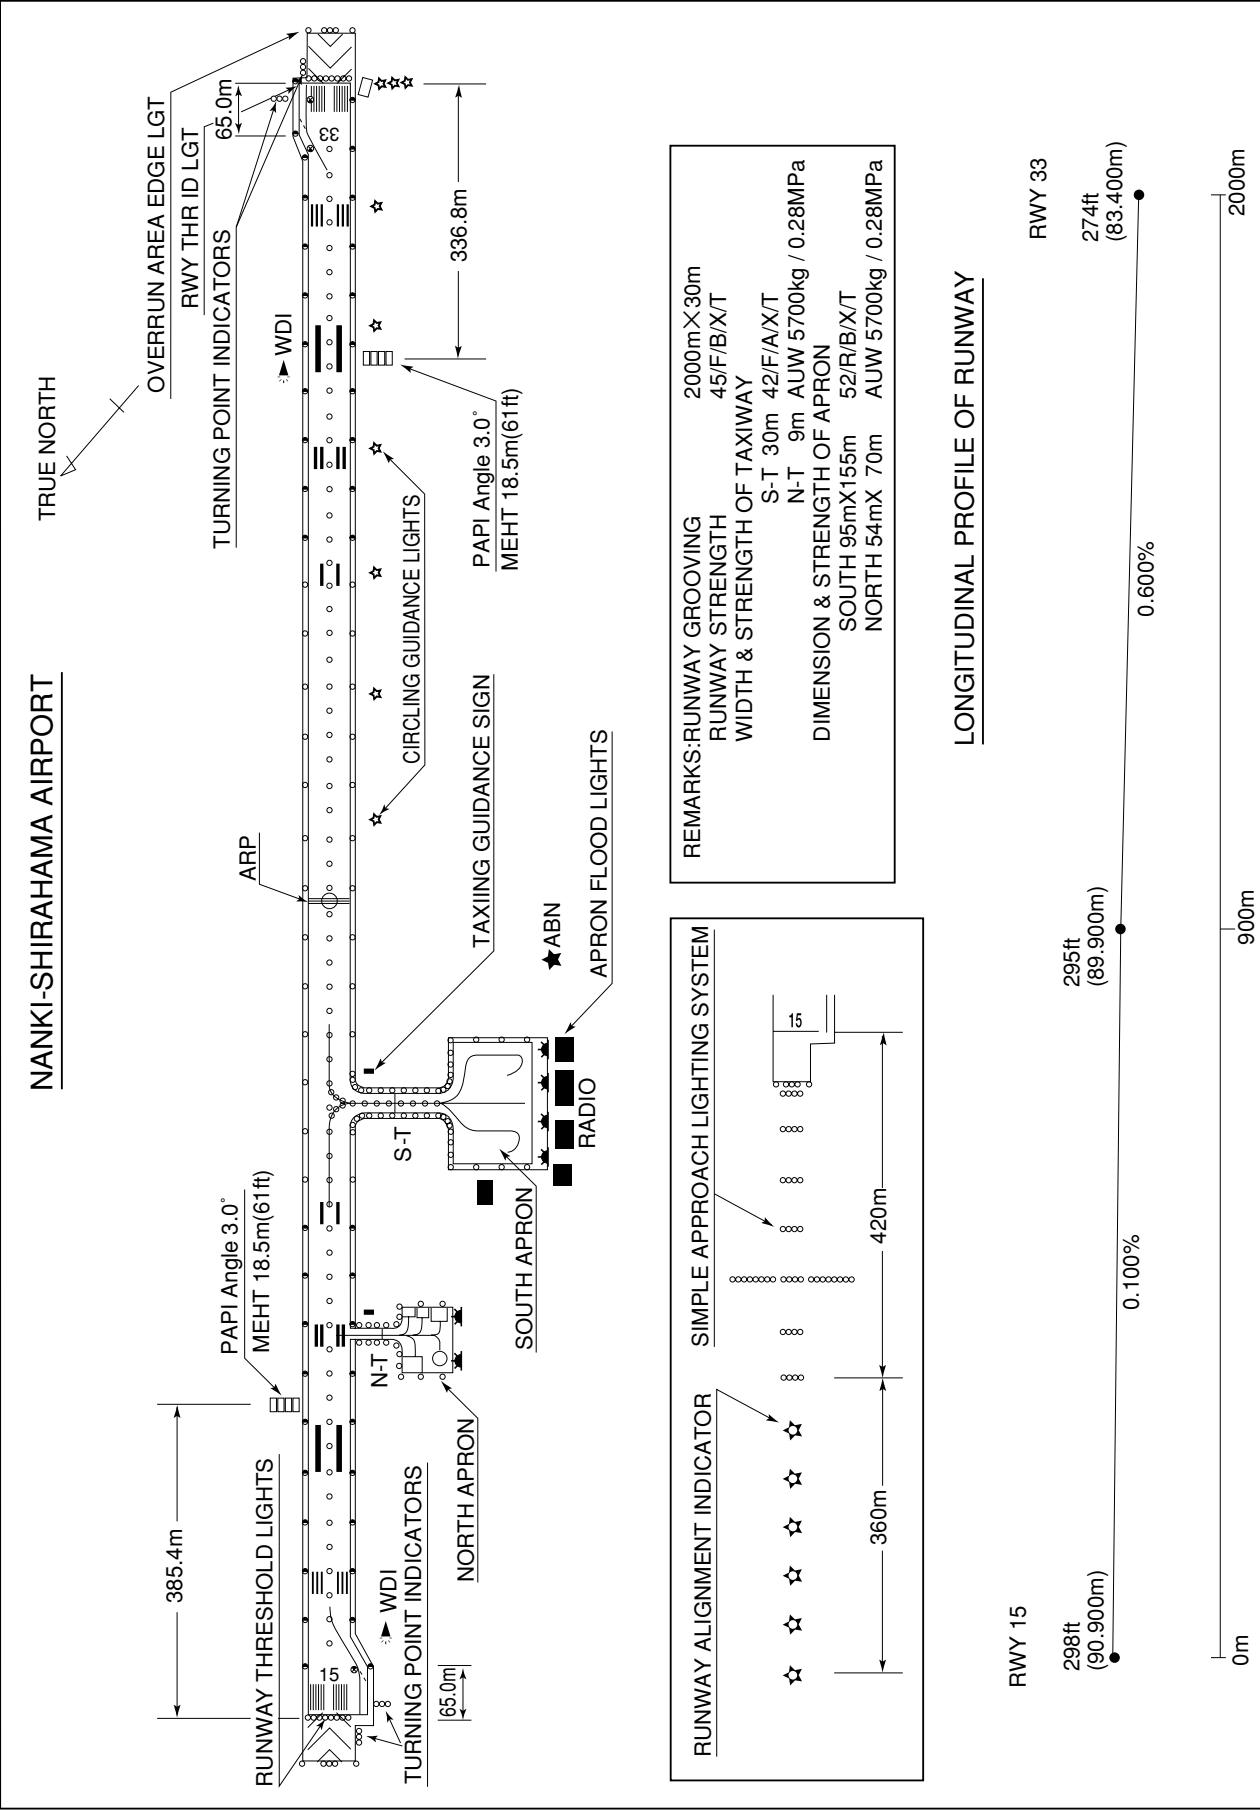 NANKI-SHIRAHAMA AIRPORT
TRUE NORTH
OVERRUN AREA EDGE LGT
RWY THR ID LGT
TURNING POINT INDICATORS
65.0m
385.4m
PAPI Angle 3.0°
MEHT 18.5m(61ft)
ARP
WDI
RUNWAY THRESHOLD LIGHTS
15
33
65.0m
WDI
TURNING POINT INDICATORS
N-T
NORTH APRON
S-T
SOUTH APRON
RADIO
ABN
APRON FLOOD LIGHTS
TAXIING GUIDANCE SIGN
CIRCLING GUIDANCE LIGHTS
PAPI Angle 3.0°
MEHT 18.5m(61ft)
336.8m
RUNWAY ALIGNMENT INDICATOR
SIMPLE APPROACH LIGHTING SYSTEM
15
360m
420m
REMARKS:RUNWAY GROOVING 2000m×30m
RUNWAY STRENGTH 45/F/B/X/T
WIDTH & STRENGTH OF TAXIWAY
S-T 30m 42/F/A/X/T
N-T 9m AUW 5700kg / 0.28MPa
DIMENSION & STRENGTH OF APRON
SOUTH 95mX155m 52/R/B/X/T
NORTH 54mX 70m AUW 5700kg / 0.28MPa
LONGITUDINAL PROFILE OF RUNWAY
RWY 15
298ft
(90.900m)
295ft
(89.900m)
RWY 33
274ft
(83.400m)
0.100%
0.600%
0m
900m
2000m